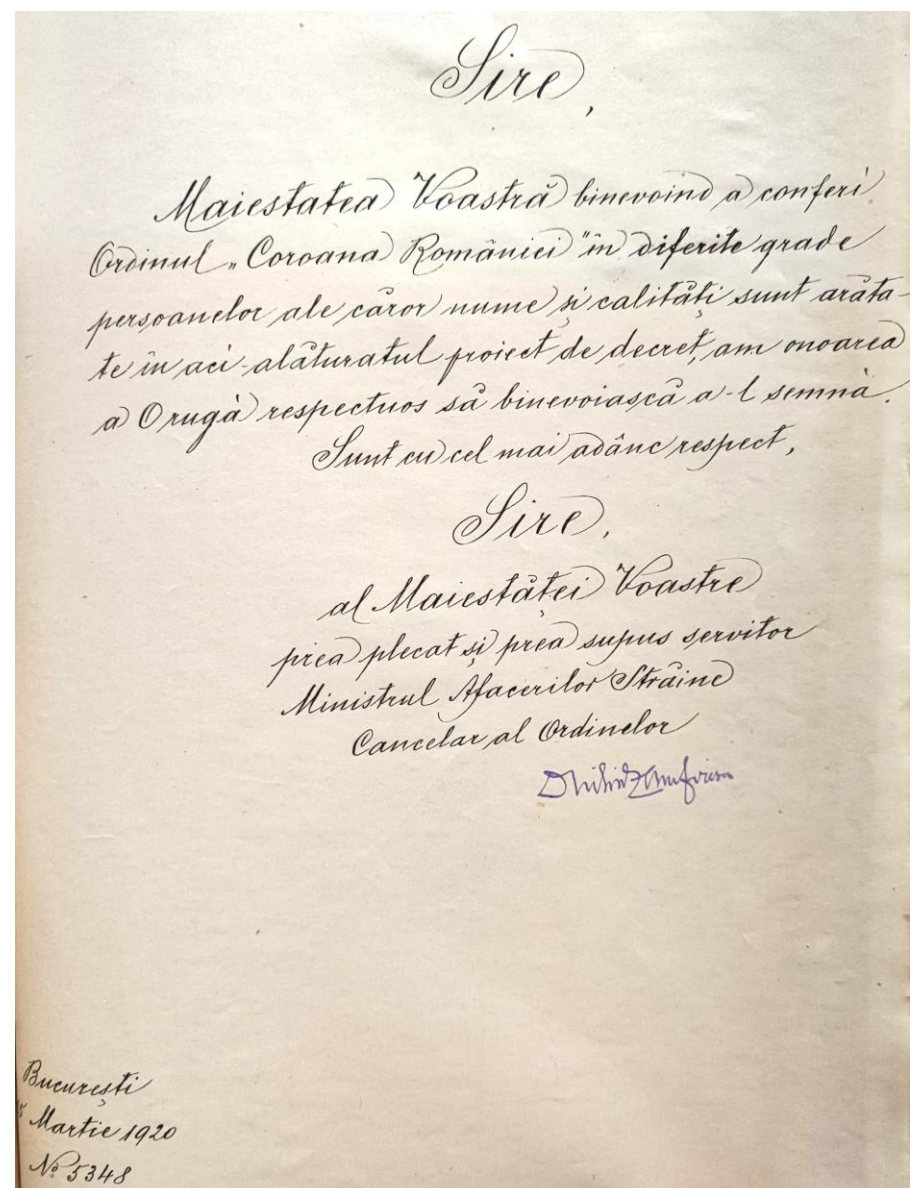 Sire,
Maiestatea Voastră binevoind a conferi
Ordinul „Coroana României" în diferite grade
persoanelor ale căror nume și calități sunt arăta-
te în aci-alăturatul proiect de decret, am onoarea
a O rugà respectuos să binevoiască a-l semnà.
Sunt cu cel mai adânc respect,
Sire,
al Maiestăței Voastre
prea plecat și prea supus servitor
Ministrul Afacerilor Străine
Cancelar al Ordinelor
București
Martie 1920
No 5348